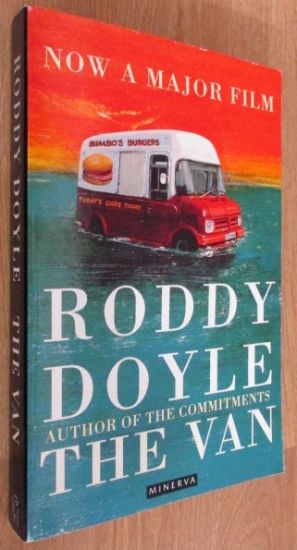 NOW A MAJOR FILM
BIMBO'S BURGERS
TODAY'S CHIPS TODAY
RODDY
DOYLE
AUTHOR OF THE COMMITMENTS
THE VAN
MINERVA
RODDY DOYLE THE VAN